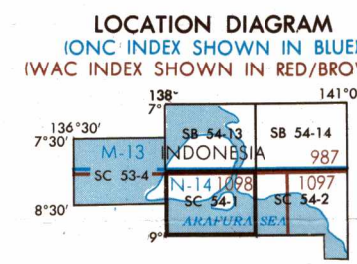 LOCATION DIAGRAM
(ONC INDEX SHOWN IN BLUE)
(WAC INDEX SHOWN IN RED/BRO
138° 141°0
7°
136°30'
7°30'
SB 54-13 SB 54-14
M-13 INDONESIA 987
SC 53-4
N-14 1098 1097
SC 54-1 SC 54-2
8°30'
ARAFURA SEA
9°